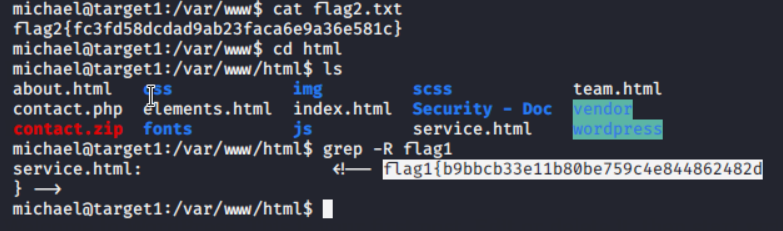 michael@target1:/var/www$ cat flag2.txt
flag2{fc3fd58dcdad9ab23faca6e9a36e581c}
michael@target1:/var/www$ cd html
michael@target1:/var/www/html$ ls
about.html css img scss team.html
contact.php elements.html index.html Security - Doc vendor
contact.zip fonts js service.html wordpress
michael@target1:/var/www/html$ grep -R flag1
service.html: <!-- flag1{b9bbcb33e11b80be759c4e844862482d
} -->
michael@target1:/var/www/html$